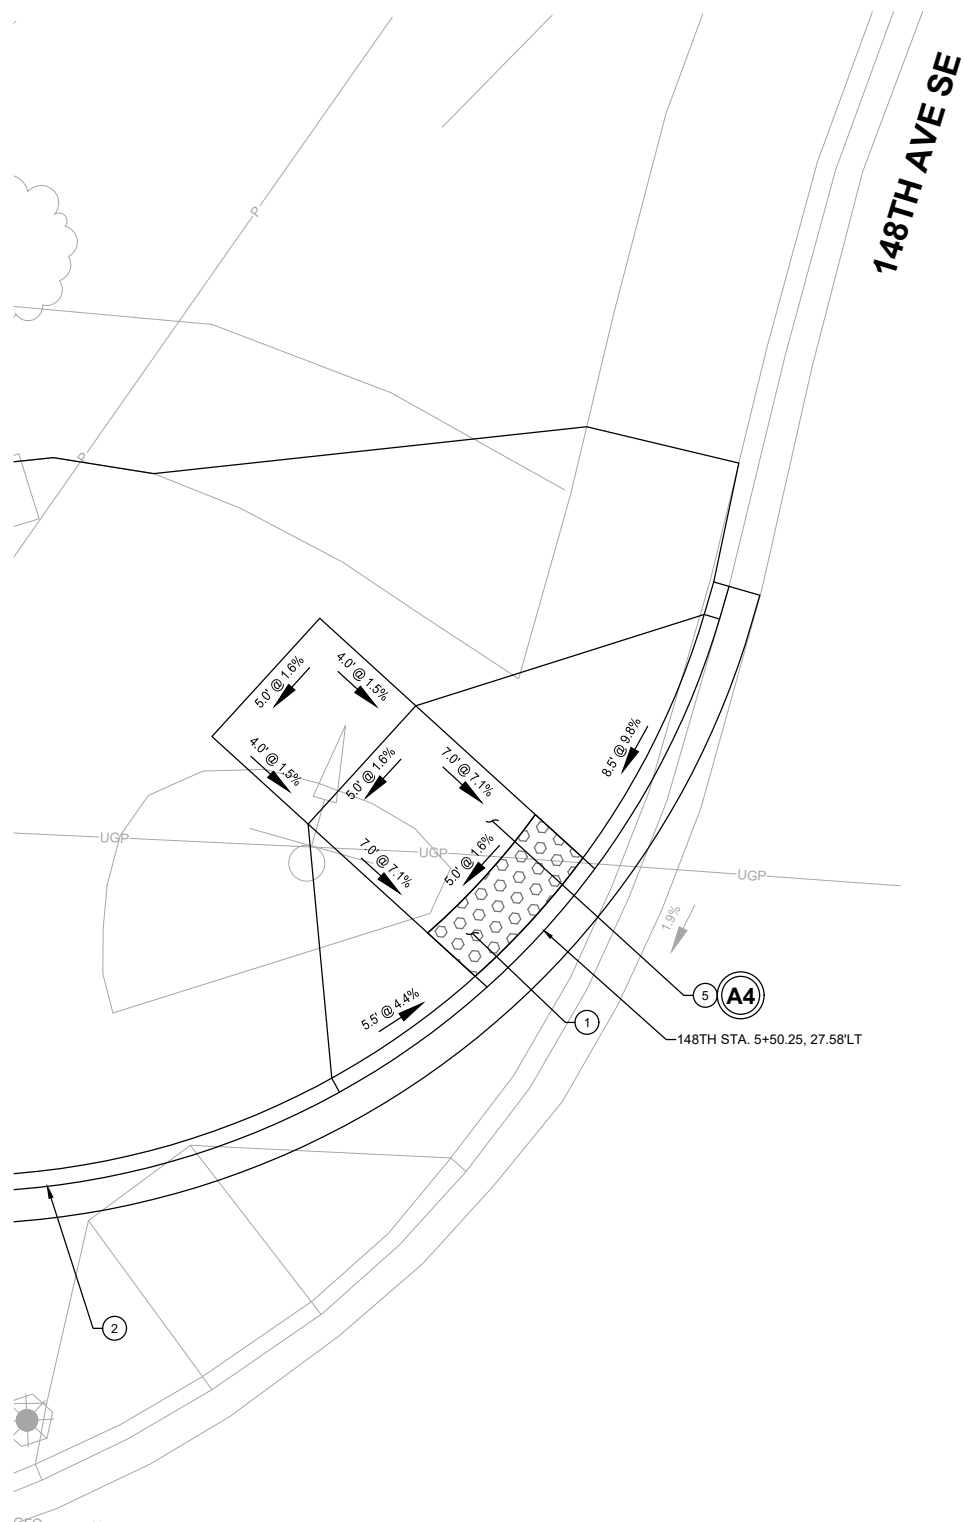 148TH AVE SE
P
P
5.0' @ 1.6%
4.0' @ 1.5%
4.0' @ 1.5%
5.0' @ 1.6%
7.0' @ 7.1%
8.5' @ 9.8%
UGP
UGP
UGP
7.0' @ 7.1%
5.0' @ 1.6%
1.9%
5.5' @ 4.4%
5
A4
1
148TH STA. 5+50.25, 27.58'LT
2